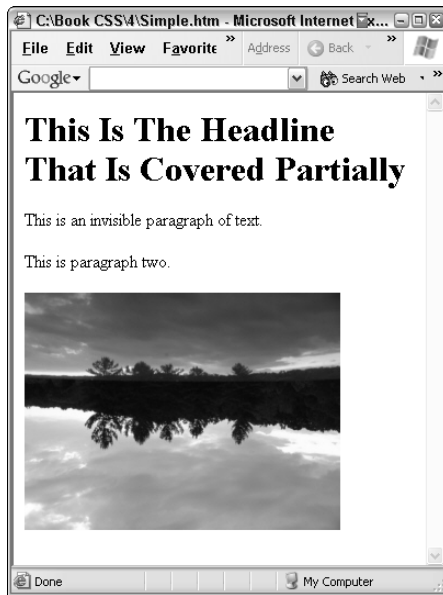 C:\Book CSS\4\Simple.htm - Microsoft Internet Ex...
File Edit View Favorite » Address Back »
Google Search Web »
This Is The Headline
That Is Covered Partially
This is an invisible paragraph of text.
This is paragraph two.
Done My Computer